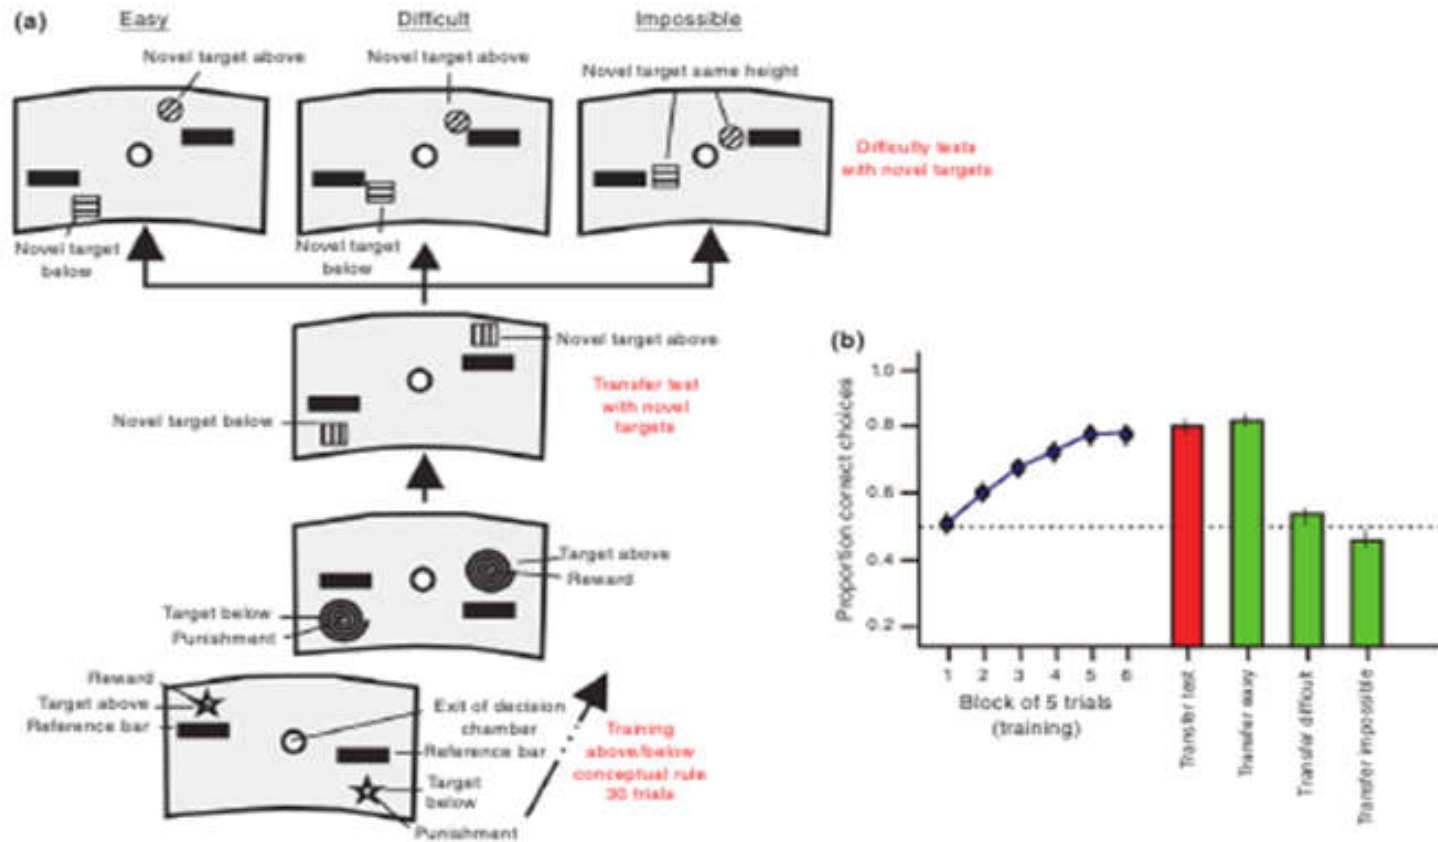 (a)
Easy
Difficult
Impossible
Novel target above
Novel target above
Novel target same height
Difficulty tests
with novel targets
Novel target
below
Novel target
below
Novel target above
Transfer test
with novel
targets
Novel target below
Target above
Reward
Target below
Punishment
Reward
Target above
Reference bar
Exit of decision
chamber
Reference bar
Target
below
Punishment
Training
above/below
conceptual rule
30 trials
(b)
Proportion correct choices
1.0
0.8
0.6
0.4
0.2
1
2
3
4
5
6
Block of 5 trials
(training)
Transfer test
Transfer easy
Transfer difficult
Transfer impossible